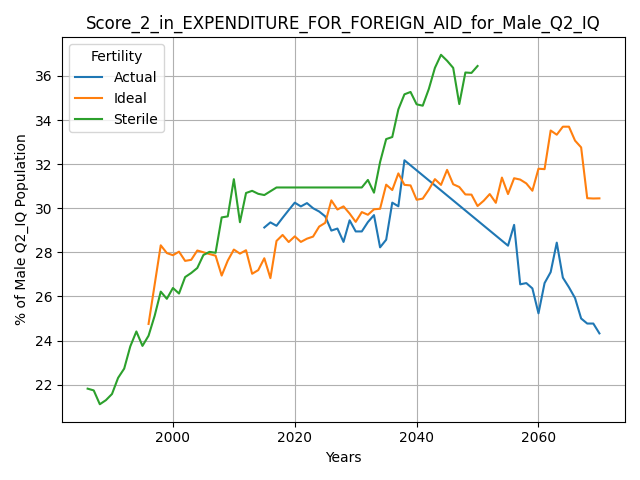 Score_2_in_EXPENDITURE_FOR_FOREIGN_AID_for_Male_Q2_IQ
Fertility
Actual
Ideal
Sterile
% of Male Q2_IQ Population
36
34
32
30
28
26
24
22
2000
2020
2040
2060
Years